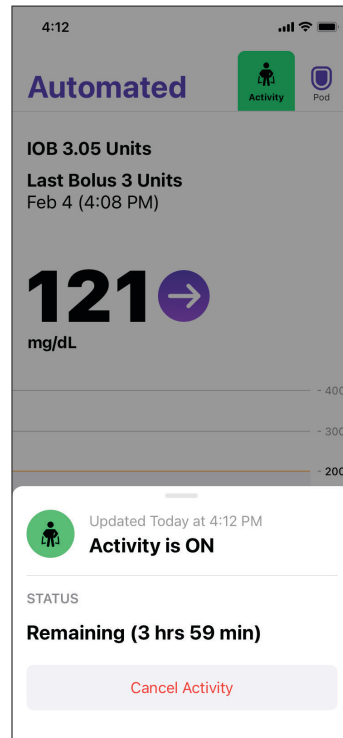 4:12
Automated
Activity
Pod
IOB 3.05 Units
Last Bolus 3 Units
Feb 4 (4:08 PM)
121
mg/dL
- 400
- 300
- 200
Updated Today at 4:12 PM
Activity is ON
STATUS
Remaining (3 hrs 59 min)
Cancel Activity